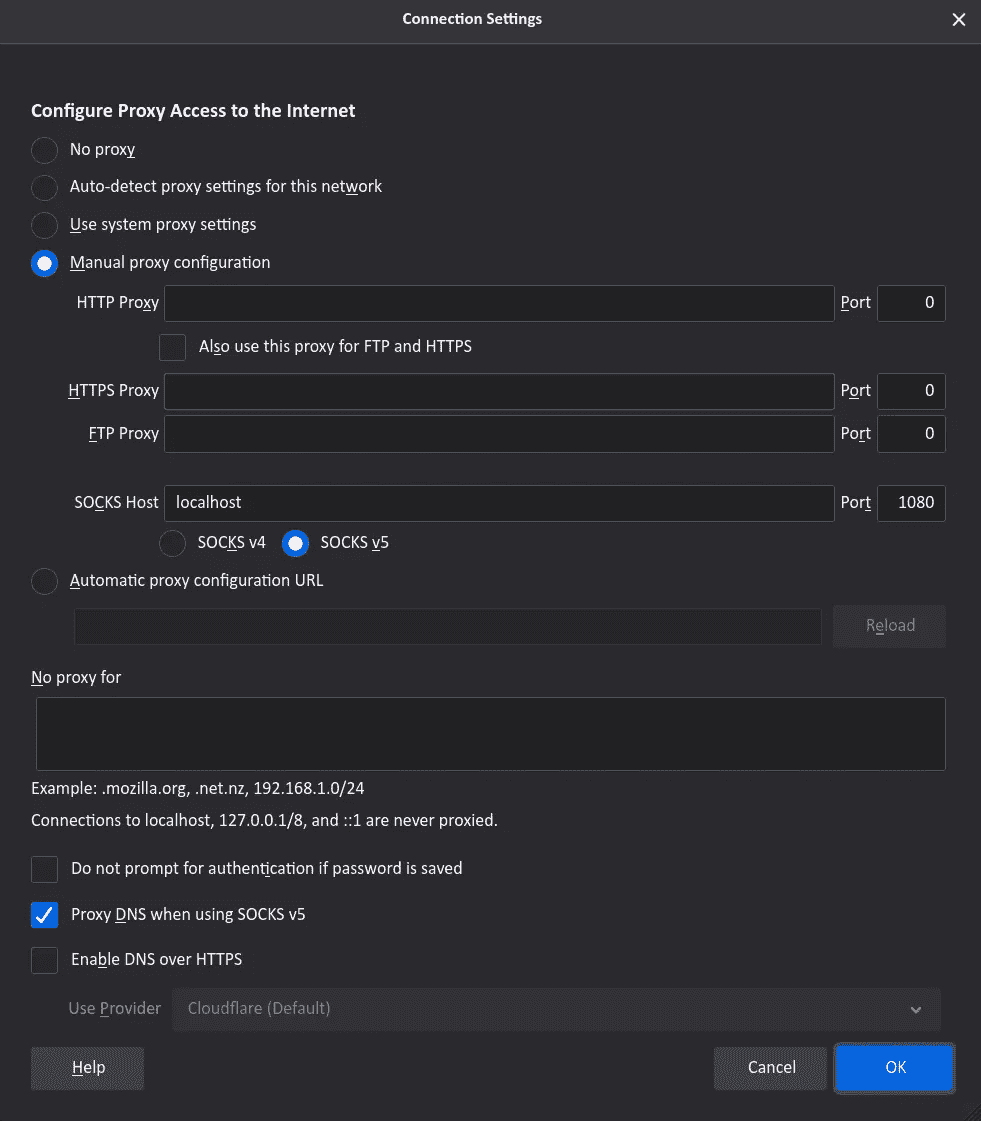 Connection Settings
Configure Proxy Access to the Internet
No proxy
Auto-detect proxy settings for this network
Use system proxy settings
Manual proxy configuration
HTTP Proxy Port 0
Also use this proxy for FTP and HTTPS
HTTPS Proxy Port 0
FTP Proxy Port 0
SOCKS Host localhost Port 1080
SOCKS v4 SOCKS v5
Automatic proxy configuration URL
Reload
No proxy for
Example: .mozilla.org, .net.nz, 192.168.1.0/24
Connections to localhost, 127.0.0.1/8, and ::1 are never proxied.
Do not prompt for authentication if password is saved
Proxy DNS when using SOCKS v5
Enable DNS over HTTPS
Use Provider Cloudflare (Default)
Help Cancel OK